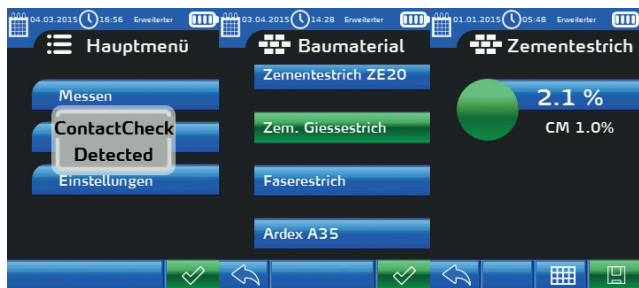 04.03.2015 16:56 Erweiterter
Hauptmenü
Messen
ContactCheck
Detected
Einstellungen
03.04.2015 14:28 Erweiterter
Baumaterial
Zementestrich ZE20
Zem. Giessestrich
Faserestrich
Ardex A35
01.01.2015 05:48 Erweiterter
Zementestrich
2.1 %
CM 1.0%